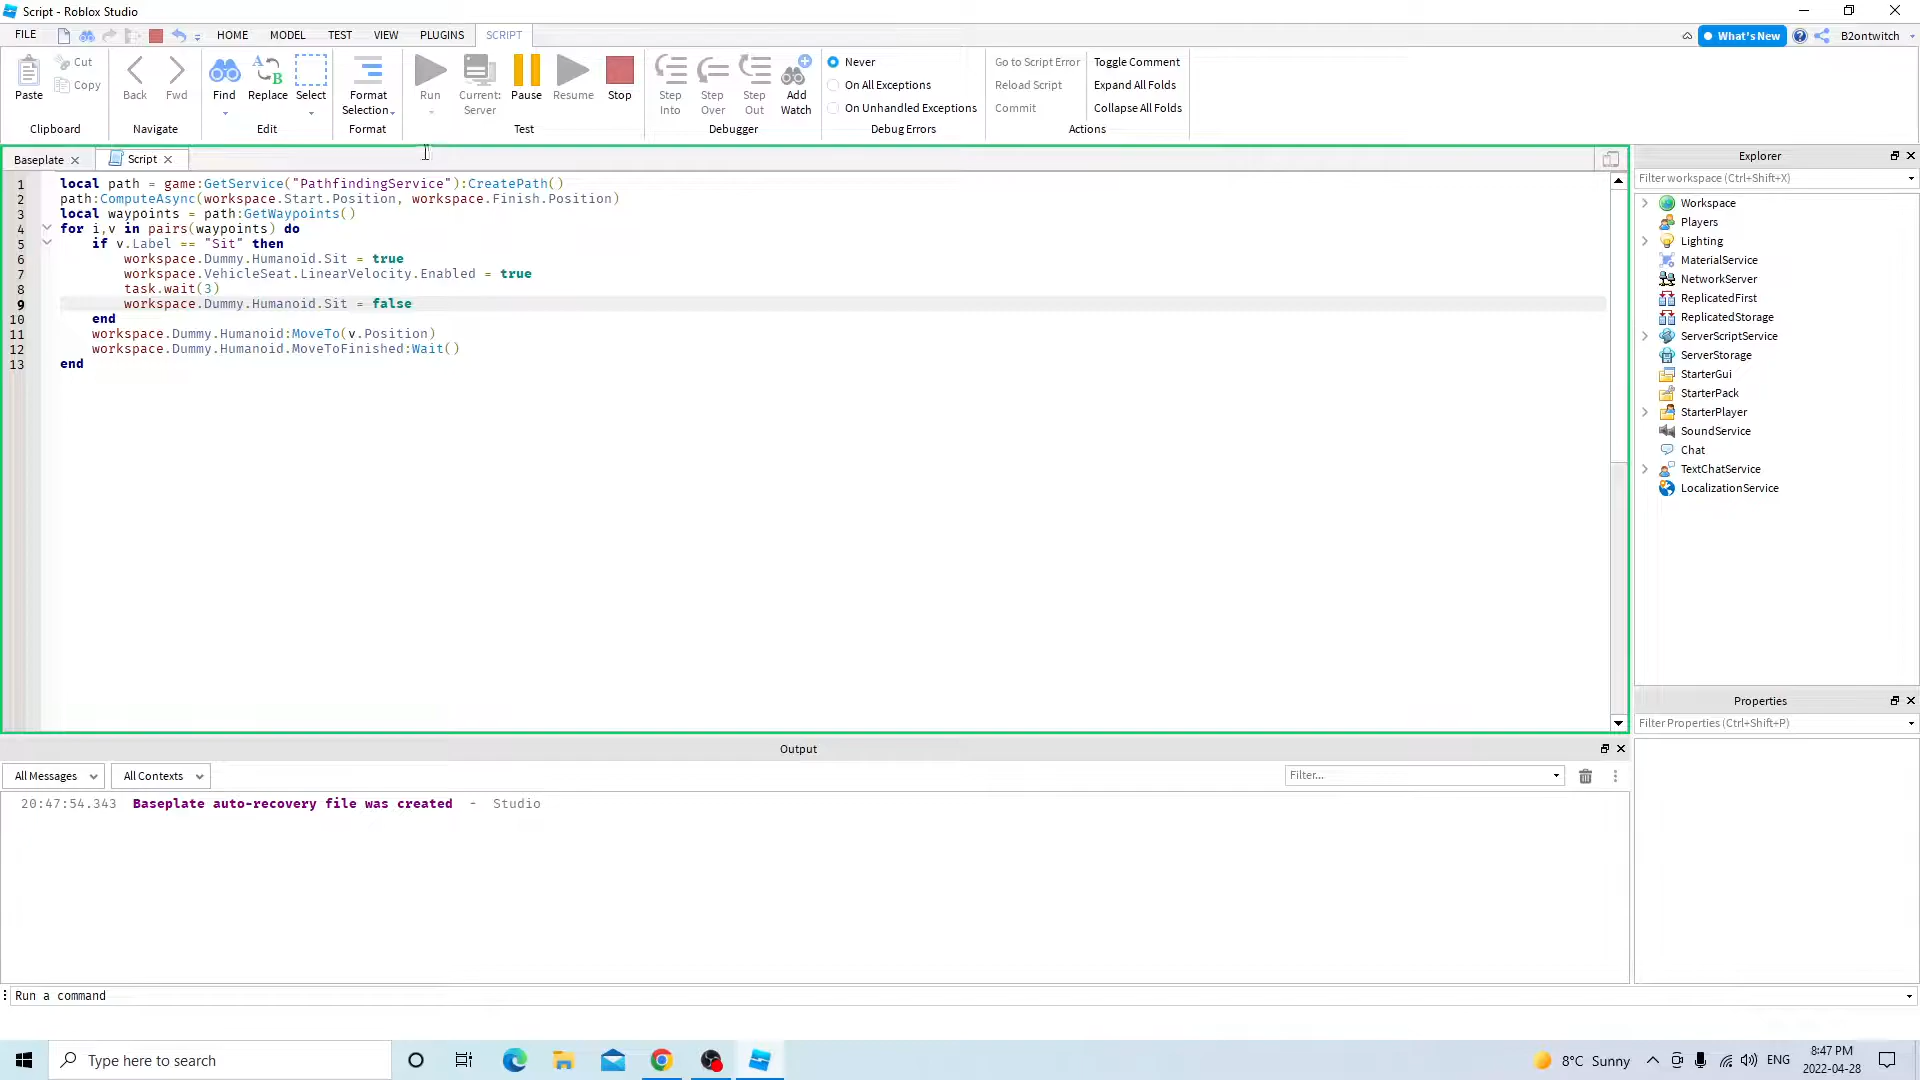 Script - Roblox Studio
FILE HOME MODEL TEST VIEW PLUGINS SCRIPT What's New B2ontwitch
Paste Cut Copy Clipboard
Back Fwd Navigate
Find Replace Select Edit
Format Selection Format
Run Current: Server Pause Resume Stop Test
Step Into Step Over Step Out Add Watch Debugger
Never
On All Exceptions
On Unhandled Exceptions
Debug Errors
Go to Script Error Toggle Comment
Reload Script Expand All Folds
Commit Collapse All Folds
Actions
Baseplate Script
1 local path = game:GetService("PathfindingService"):CreatePath()
2 path:ComputeAsync(workspace.Start.Position, workspace.Finish.Position)
3 local waypoints = path:GetWaypoints()
4 for i,v in pairs(waypoints) do
5 if v.Label == "Sit" then
6 workspace.Dummy.Humanoid.Sit = true
7 workspace.VehicleSeat.LinearVelocity.Enabled = true
8 task.wait(3)
9 workspace.Dummy.Humanoid.Sit = false
10 end
11 workspace.Dummy.Humanoid:MoveTo(v.Position)
12 workspace.Dummy.Humanoid.MoveToFinished:Wait()
13 end
Explorer
Filter workspace (Ctrl+Shift+X)
Workspace
Players
Lighting
MaterialService
NetworkServer
ReplicatedFirst
ReplicatedStorage
ServerScriptService
ServerStorage
StarterGui
StarterPack
StarterPlayer
SoundService
Chat
TextChatService
LocalizationService
Properties
Filter Properties (Ctrl+Shift+P)
Output
All Messages All Contexts Filter...
20:47:54.343 Baseplate auto-recovery file was created - Studio
Run a command
Type here to search
8°C Sunny ENG 8:47 PM
2022-04-28